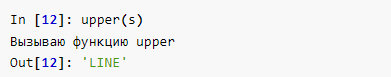 In [12]: upper(s)
Вызываю функцию upper
Out[12]: 'LINE'